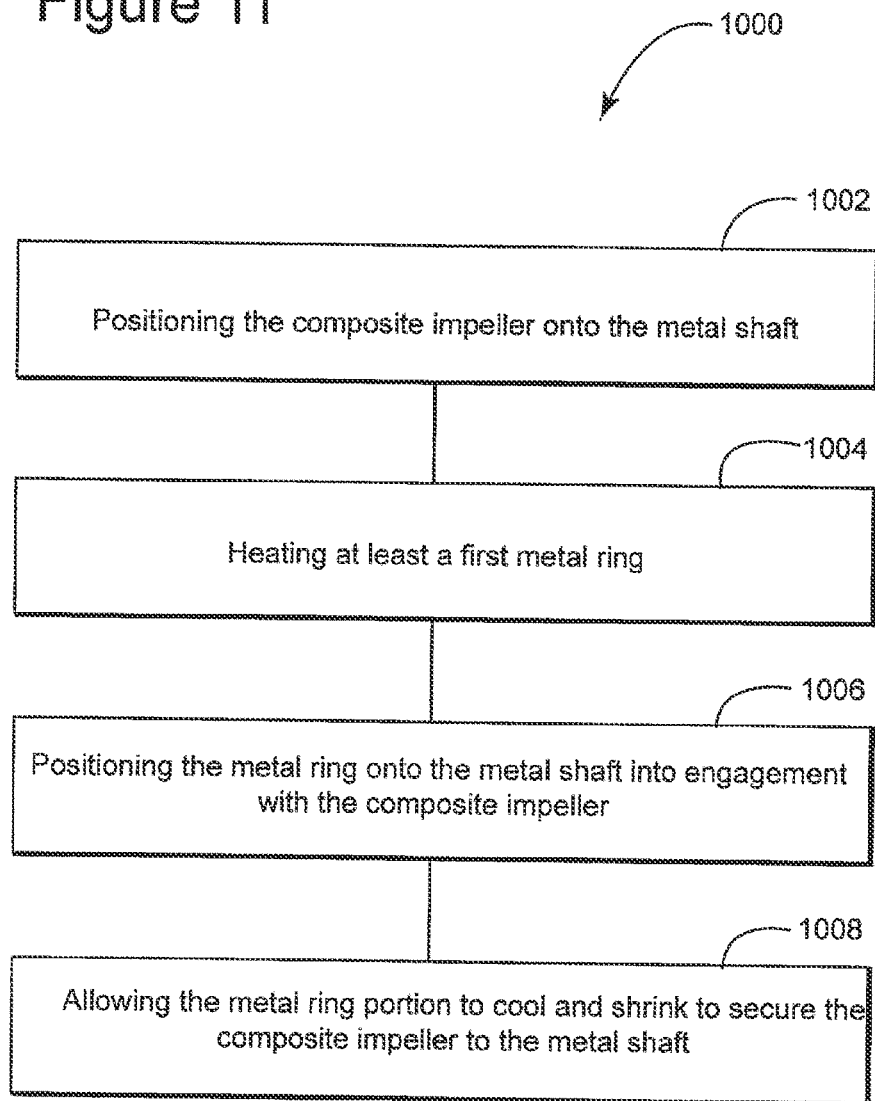 Figure 11
1000
1002
Positioning the composite impeller onto the metal shaft
1004
Heating at least a first metal ring
1006
Positioning the metal ring onto the metal shaft into engagement
with the composite impeller
1008
Allowing the metal ring portion to cool and shrink to secure the
composite impeller to the metal shaft